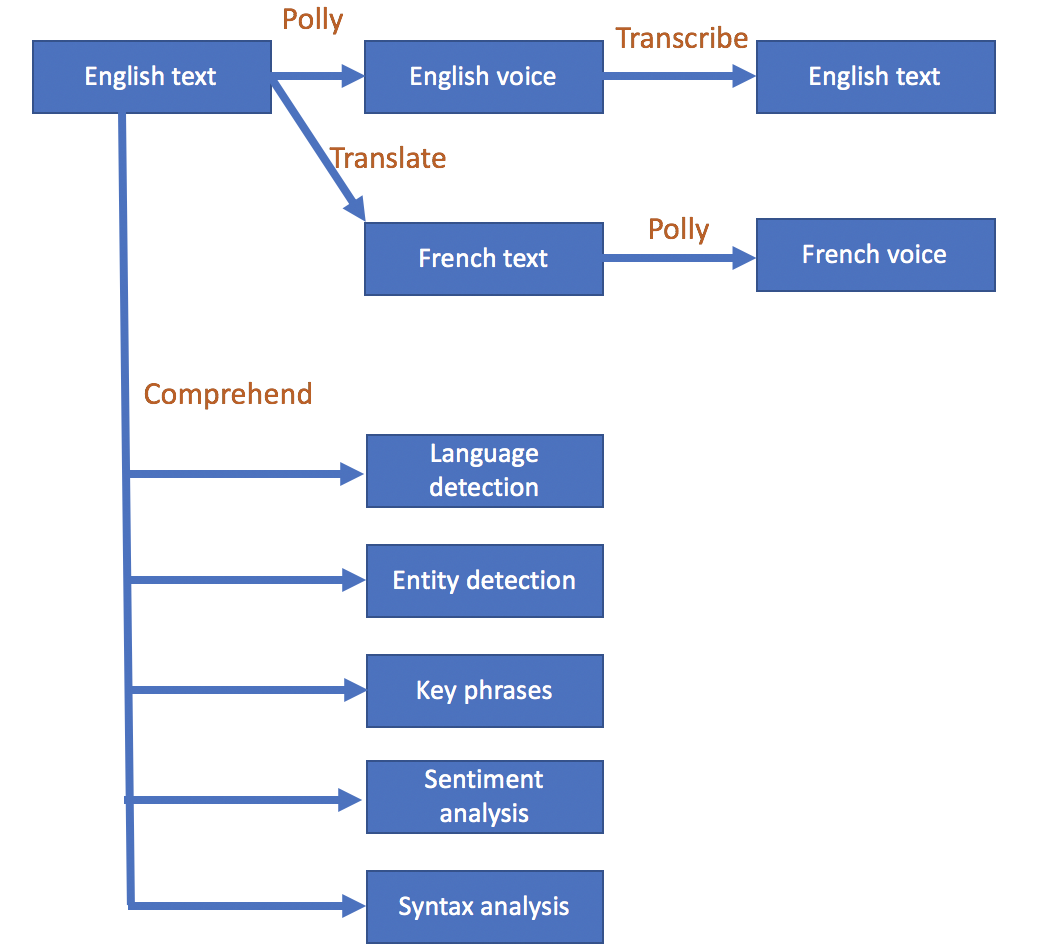 Polly
Transcribe
English text
English voice
English text
Translate
Polly
French text
French voice
Comprehend
Language
detection
Entity detection
Key phrases
Sentiment
analysis
Syntax analysis